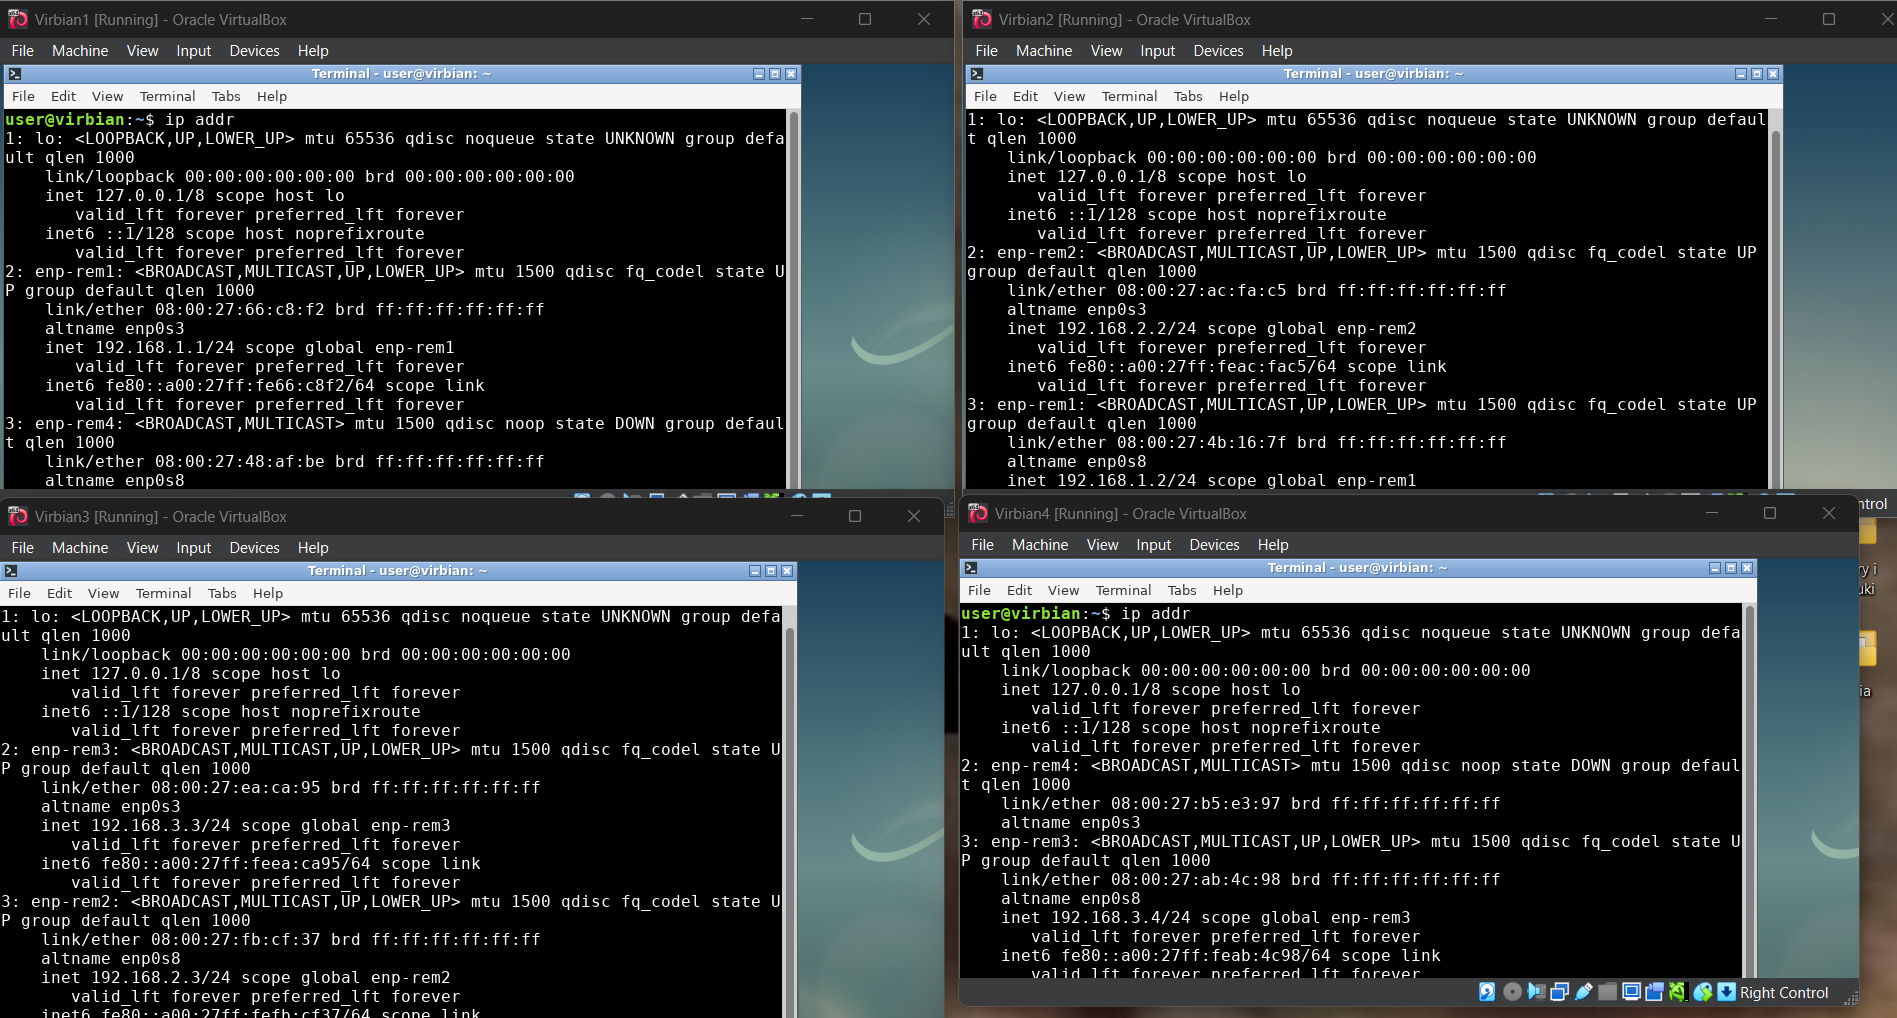 Virbian1 [Running] - Oracle VirtualBox
File Machine View Input Devices Help
Terminal - user@virbian: ~
File Edit View Terminal Tabs Help
user@virbian:~$ ip addr
1: lo: <LOOPBACK,UP,LOWER_UP> mtu 65536 qdisc noqueue state UNKNOWN group defa
ult qlen 1000
link/loopback 00:00:00:00:00:00 brd 00:00:00:00:00:00
inet 127.0.0.1/8 scope host lo
valid_lft forever preferred_lft forever
inet6 ::1/128 scope host noprefixroute
valid_lft forever preferred_lft forever
2: enp-rem1: <BROADCAST,MULTICAST,UP,LOWER_UP> mtu 1500 qdisc fq_codel state U
P group default qlen 1000
link/ether 08:00:27:66:c8:f2 brd ff:ff:ff:ff:ff:ff
altname enp0s3
inet 192.168.1.1/24 scope global enp-rem1
valid_lft forever preferred_lft forever
inet6 fe80::a00:27ff:fe66:c8f2/64 scope link
valid_lft forever preferred_lft forever
3: enp-rem4: <BROADCAST,MULTICAST> mtu 1500 qdisc noop state DOWN group defaul
t qlen 1000
link/ether 08:00:27:48:af:be brd ff:ff:ff:ff:ff:ff
altname enp0s8
Virbian2 [Running] - Oracle VirtualBox
File Machine View Input Devices Help
Terminal - user@virbian: ~
File Edit View Terminal Tabs Help
1: lo: <LOOPBACK,UP,LOWER_UP> mtu 65536 qdisc noqueue state UNKNOWN group defaul
t qlen 1000
link/loopback 00:00:00:00:00:00 brd 00:00:00:00:00:00
inet 127.0.0.1/8 scope host lo
valid_lft forever preferred_lft forever
inet6 ::1/128 scope host noprefixroute
valid_lft forever preferred_lft forever
2: enp-rem2: <BROADCAST,MULTICAST,UP,LOWER_UP> mtu 1500 qdisc fq_codel state UP
group default qlen 1000
link/ether 08:00:27:ac:fa:c5 brd ff:ff:ff:ff:ff:ff
altname enp0s3
inet 192.168.2.2/24 scope global enp-rem2
valid_lft forever preferred_lft forever
inet6 fe80::a00:27ff:feac:fac5/64 scope link
valid_lft forever preferred_lft forever
3: enp-rem1: <BROADCAST,MULTICAST,UP,LOWER_UP> mtu 1500 qdisc fq_codel state UP
group default qlen 1000
link/ether 08:00:27:4b:16:7f brd ff:ff:ff:ff:ff:ff
altname enp0s8
inet 192.168.1.2/24 scope global enp-rem1
ntrol
Virbian3 [Running] - Oracle VirtualBox
File Machine View Input Devices Help
Terminal - user@virbian: ~
File Edit View Terminal Tabs Help
1: lo: <LOOPBACK,UP,LOWER_UP> mtu 65536 qdisc noqueue state UNKNOWN group defa
ult qlen 1000
link/loopback 00:00:00:00:00:00 brd 00:00:00:00:00:00
inet 127.0.0.1/8 scope host lo
valid_lft forever preferred_lft forever
inet6 ::1/128 scope host noprefixroute
valid_lft forever preferred_lft forever
2: enp-rem3: <BROADCAST,MULTICAST,UP,LOWER_UP> mtu 1500 qdisc fq_codel state U
P group default qlen 1000
link/ether 08:00:27:ea:ca:95 brd ff:ff:ff:ff:ff:ff
altname enp0s3
inet 192.168.3.3/24 scope global enp-rem3
valid_lft forever preferred_lft forever
inet6 fe80::a00:27ff:feea:ca95/64 scope link
valid_lft forever preferred_lft forever
3: enp-rem2: <BROADCAST,MULTICAST,UP,LOWER_UP> mtu 1500 qdisc fq_codel state U
P group default qlen 1000
link/ether 08:00:27:fb:cf:37 brd ff:ff:ff:ff:ff:ff
altname enp0s8
inet 192.168.2.3/24 scope global enp-rem2
valid_lft forever preferred_lft forever
inet6 fe80::a00:27ff:fefb:cf37/64 scope link
Virbian4 [Running] - Oracle VirtualBox
File Machine View Input Devices Help
Terminal - user@virbian: ~
File Edit View Terminal Tabs Help
user@virbian:~$ ip addr
1: lo: <LOOPBACK,UP,LOWER_UP> mtu 65536 qdisc noqueue state UNKNOWN group defa
ult qlen 1000
link/loopback 00:00:00:00:00:00 brd 00:00:00:00:00:00
inet 127.0.0.1/8 scope host lo
valid_lft forever preferred_lft forever
inet6 ::1/128 scope host noprefixroute
valid_lft forever preferred_lft forever
2: enp-rem4: <BROADCAST,MULTICAST> mtu 1500 qdisc noop state DOWN group defaul
t qlen 1000
link/ether 08:00:27:b5:e3:97 brd ff:ff:ff:ff:ff:ff
altname enp0s3
3: enp-rem3: <BROADCAST,MULTICAST,UP,LOWER_UP> mtu 1500 qdisc fq_codel state U
P group default qlen 1000
link/ether 08:00:27:ab:4c:98 brd ff:ff:ff:ff:ff:ff
altname enp0s8
inet 192.168.3.4/24 scope global enp-rem3
valid_lft forever preferred_lft forever
inet6 fe80::a00:27ff:feab:4c98/64 scope link
valid_lft forever preferred_lft forever
Right Control
ry i
uki
ia